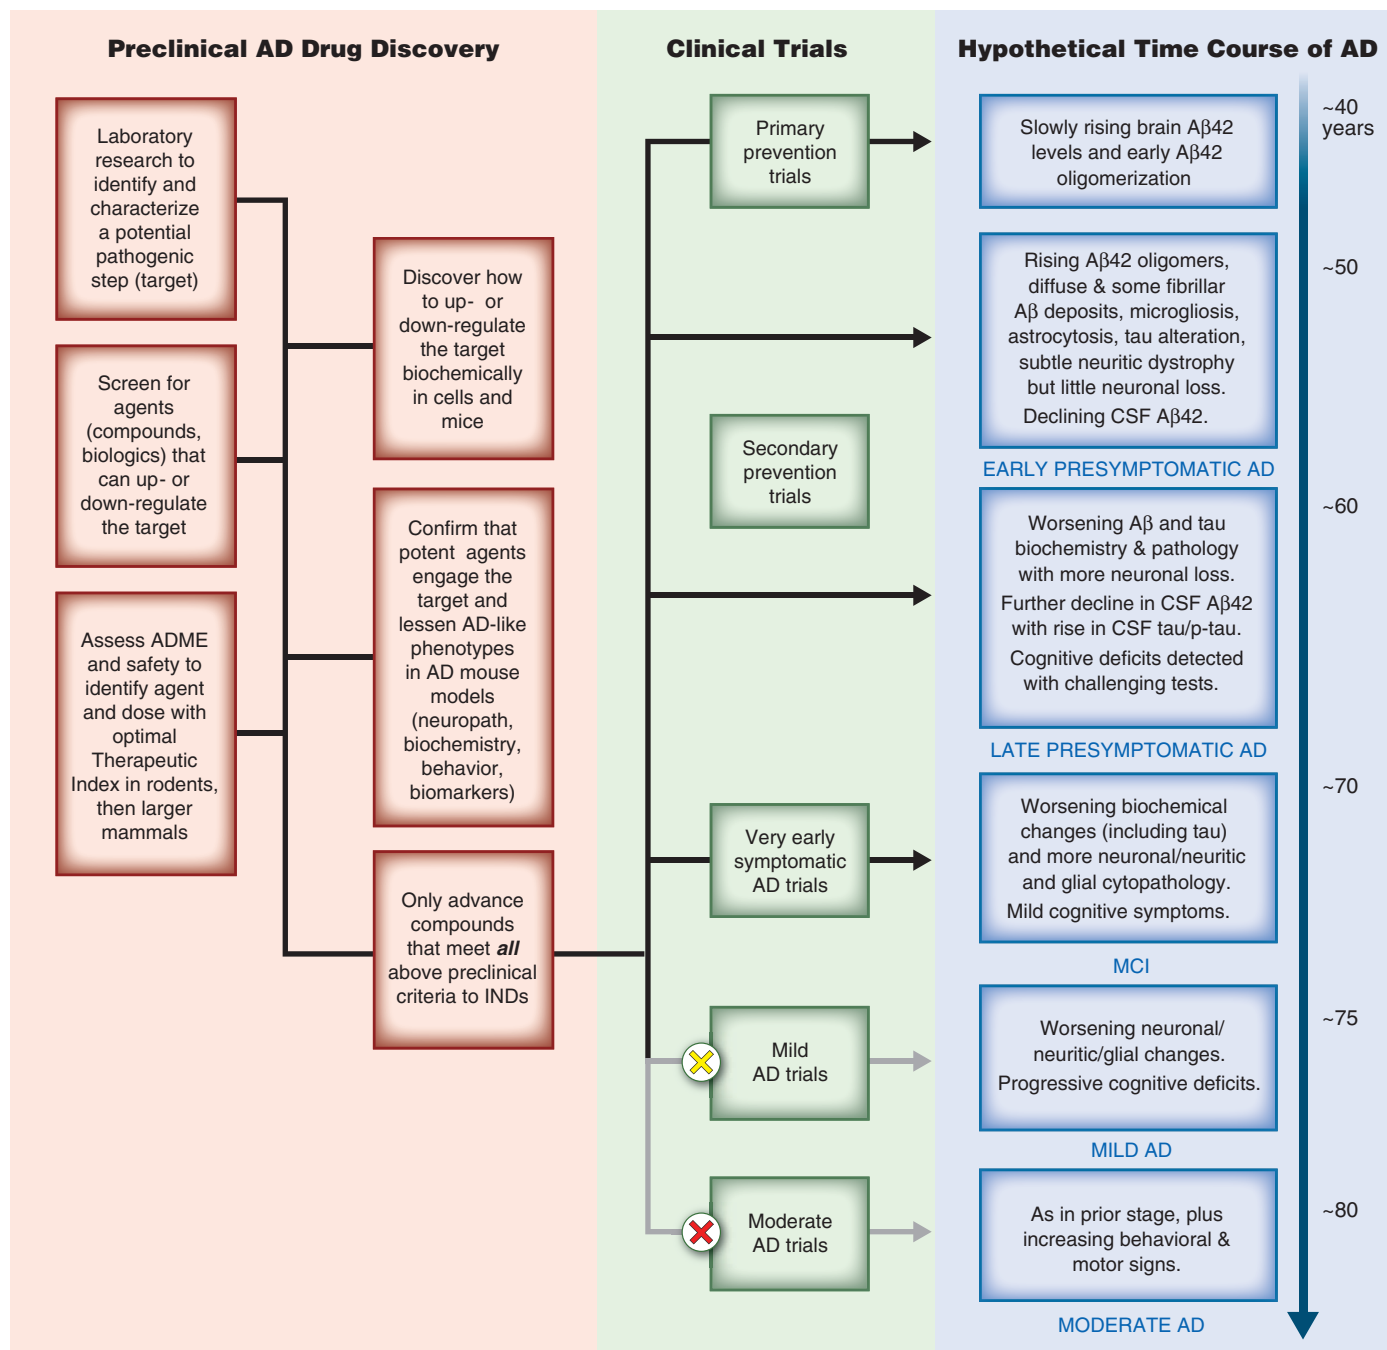 Preclinical AD Drug Discovery
Laboratory
research to
identify and
characterize
a potential
pathogenic
step (target)
Discover how
to up- or
down-regulate
the target
biochemically
in cells and
mice
Screen for
agents
(compounds,
biologics) that
can up- or
down-regulate
the target
Confirm that
potent agents
engage the
target and
lessen AD-like
phenotypes
in AD mouse
models
(neuropath,
biochemistry,
behavior,
biomarkers)
Assess ADME
and safety to
identify agent
and dose with
optimal
Therapeutic
Index in rodents,
then larger
mammals
Only advance
compounds
that meet all
above preclinical
criteria to INDs
Clinical Trials
Primary
prevention
trials
Secondary
prevention
trials
Very early
symptomatic
AD trials
Mild
AD trials
Moderate
AD trials
Hypothetical Time Course of AD
Slowly rising brain Aβ42
levels and early Aβ42
oligomerization
Rising Aβ42 oligomers,
diffuse & some fibrillar
Aβ deposits, microgliosis,
astrocytosis, tau alteration,
subtle neuritic dystrophy
but little neuronal loss.
Declining CSF Aβ42.
EARLY PRESYMPTOMATIC AD
Worsening Aβ and tau
biochemistry & pathology
with more neuronal loss.
Further decline in CSF Aβ42
with rise in CSF tau/p-tau.
Cognitive deficits detected
with challenging tests.
LATE PRESYMPTOMATIC AD
Worsening biochemical
changes (including tau)
and more neuronal/neuritic
and glial cytopathology.
Mild cognitive symptoms.
MCI
Worsening neuronal/
neuritic/glial changes.
Progressive cognitive deficits.
MILD AD
As in prior stage, plus
increasing behavioral &
motor signs.
MODERATE AD
~40
years
~50
~60
~70
~75
~80